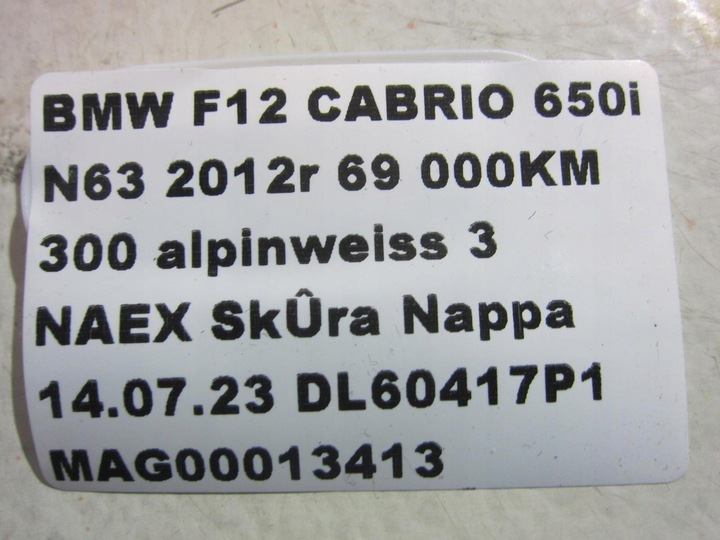 BMW F12 CABRIO 650i
N63 2012r 69 000KM
300 alpinweiss 3
NAEX SkÛra Nappa
14.07.23 DL60417P1
MAG00013413